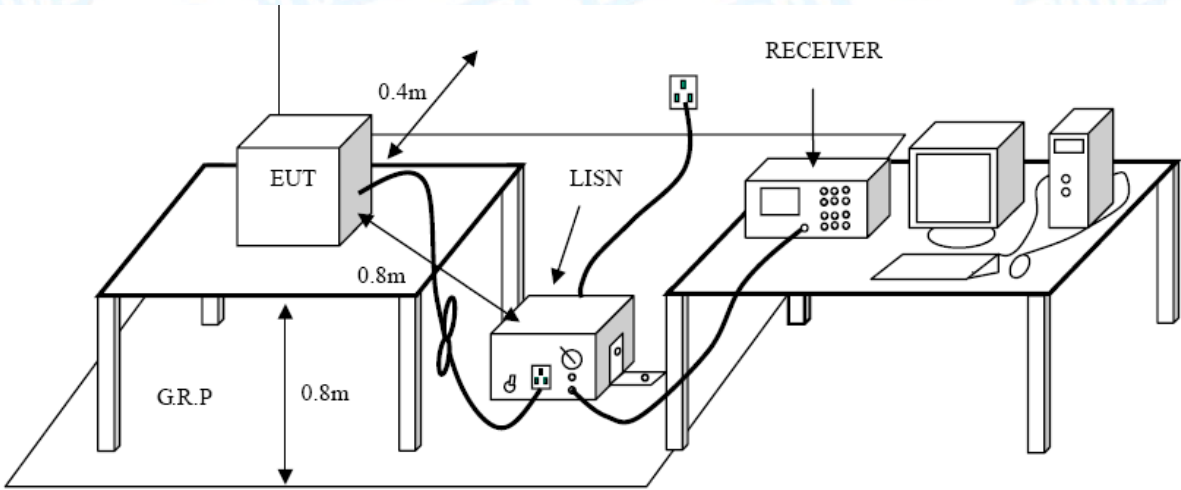 RECEIVER
0.4m
EUT
LISN
0.8m
G.R.P
0.8m